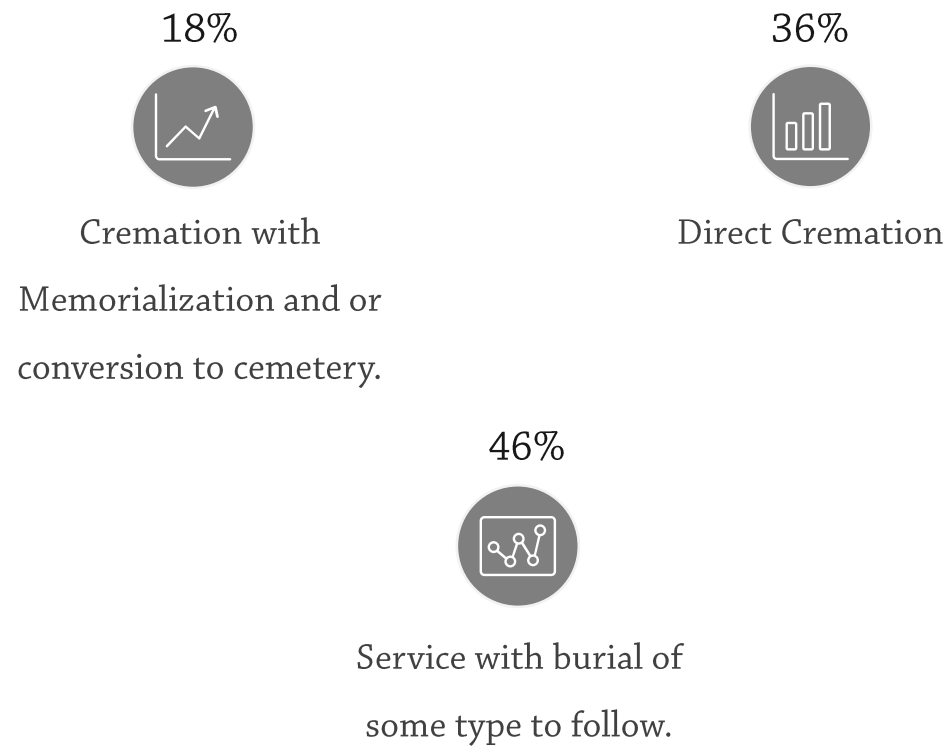 18%
Cremation with
Memorialization and or
conversion to cemetery.
36%
Direct Cremation
46%
Service with burial of
some type to follow.